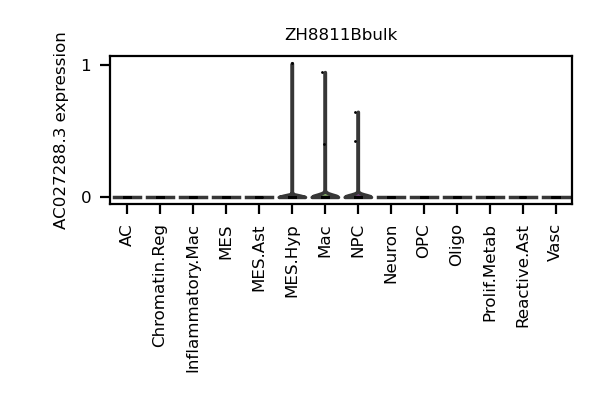 ZH8811Bbulk
AC027288.3 expression
1
0
AC
Chromatin.Reg
Inflammatory.Mac
MES
MES.Ast
MES.Hyp
Mac
NPC
Neuron
OPC
Oligo
Prolif.Metab
Reactive.Ast
Vasc